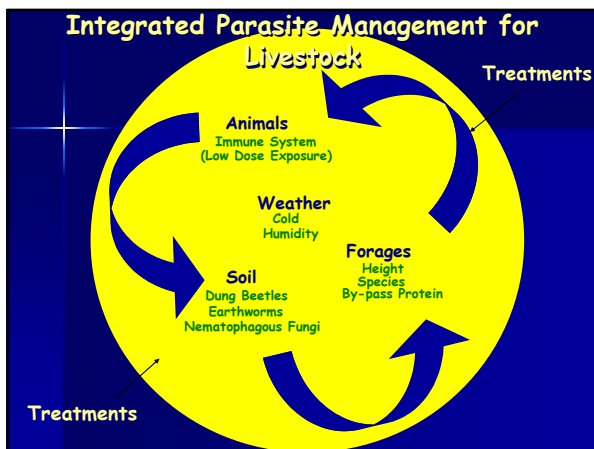 Integrated Parasite Management for
Livestock
Treatments
Animals
Immune System
(Low Dose Exposure)
Weather
Cold
Humidity
Forages
Height
Species
By-pass Protein
Soil
Dung Beetles
Earthworms
Nematophagous Fungi
Treatments